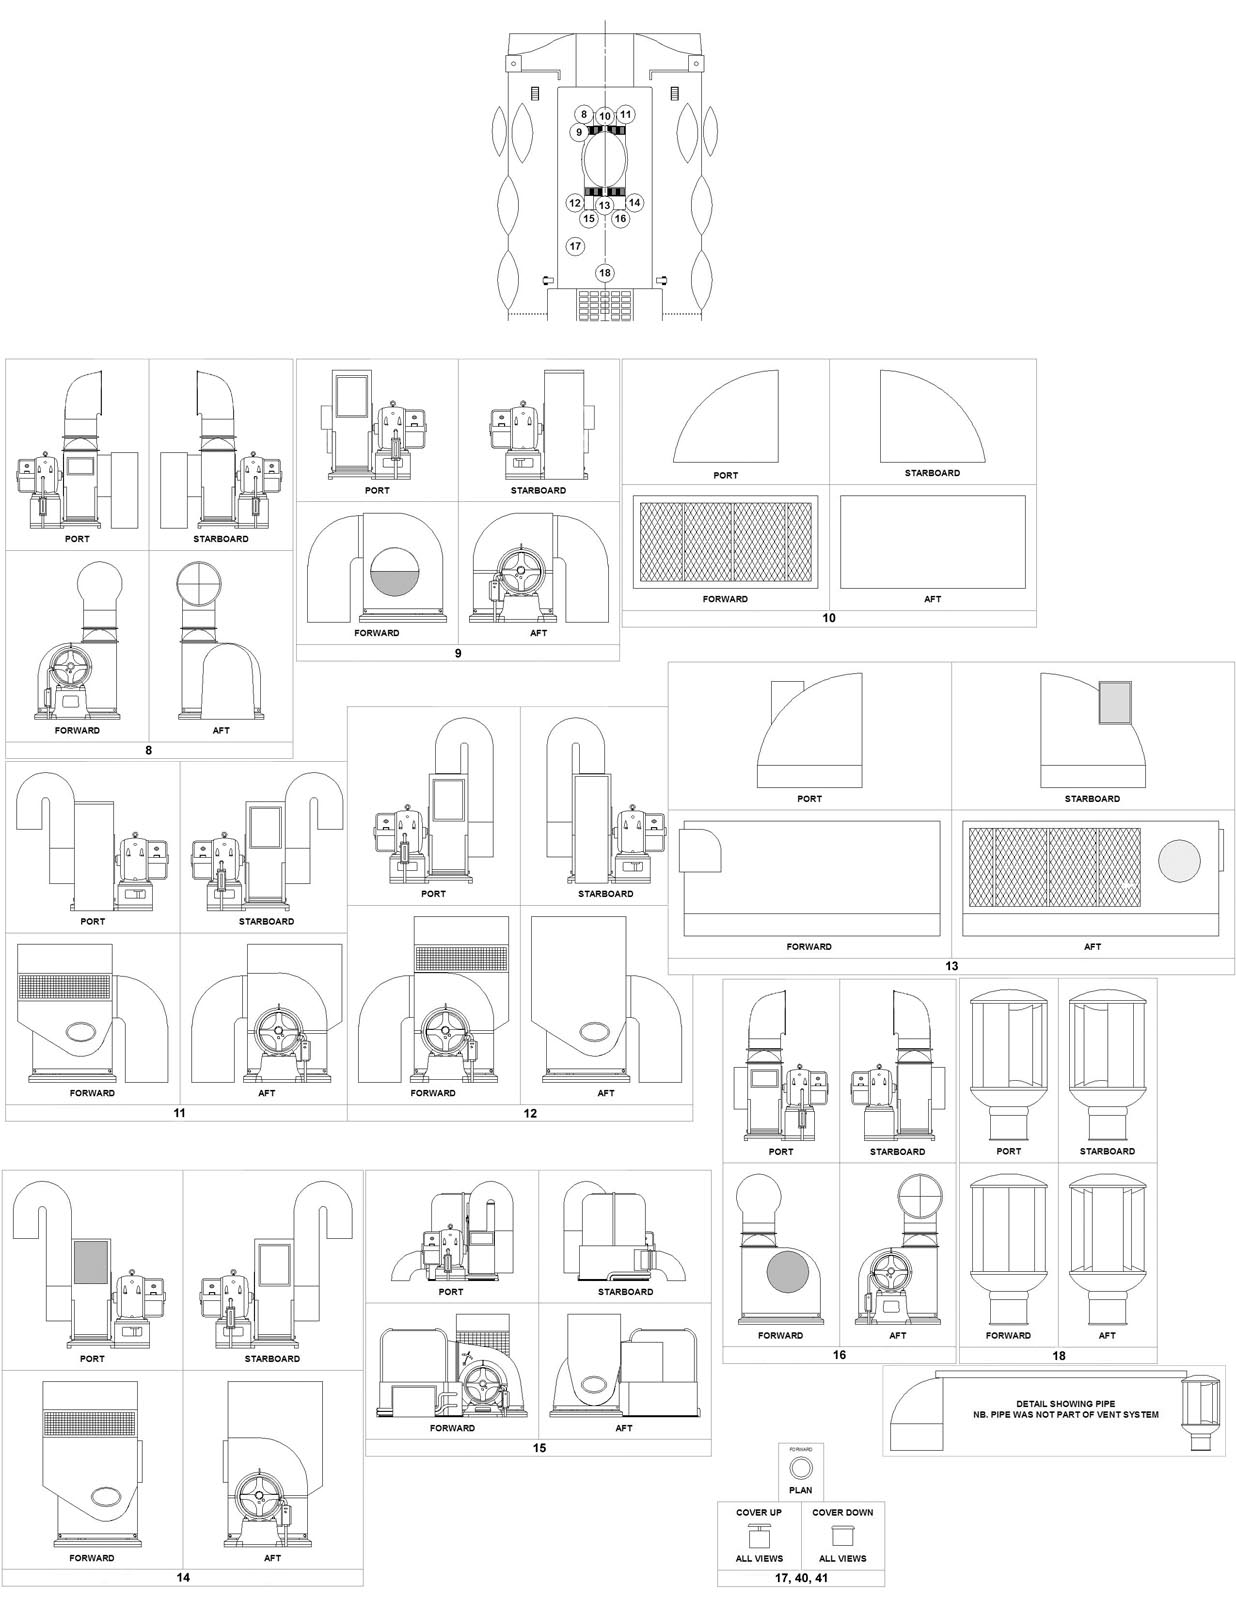 8 10 11
9
12 13 14
15 16
17
18
PORT STARBOARD
FORWARD AFT
8
PORT STARBOARD
FORWARD AFT
9
PORT STARBOARD
FORWARD AFT
10
PORT STARBOARD
FORWARD AFT
11
PORT STARBOARD
FORWARD AFT
12
PORT STARBOARD
FORWARD AFT
13
PORT STARBOARD
FORWARD AFT
14
PORT STARBOARD
FORWARD AFT
15
PORT STARBOARD
FORWARD AFT
16
PORT STARBOARD
FORWARD AFT
18
DETAIL SHOWING PIPE
NB. PIPE WAS NOT PART OF VENT SYSTEM
FORWARD
PLAN
COVER UP COVER DOWN
ALL VIEWS ALL VIEWS
17, 40, 41